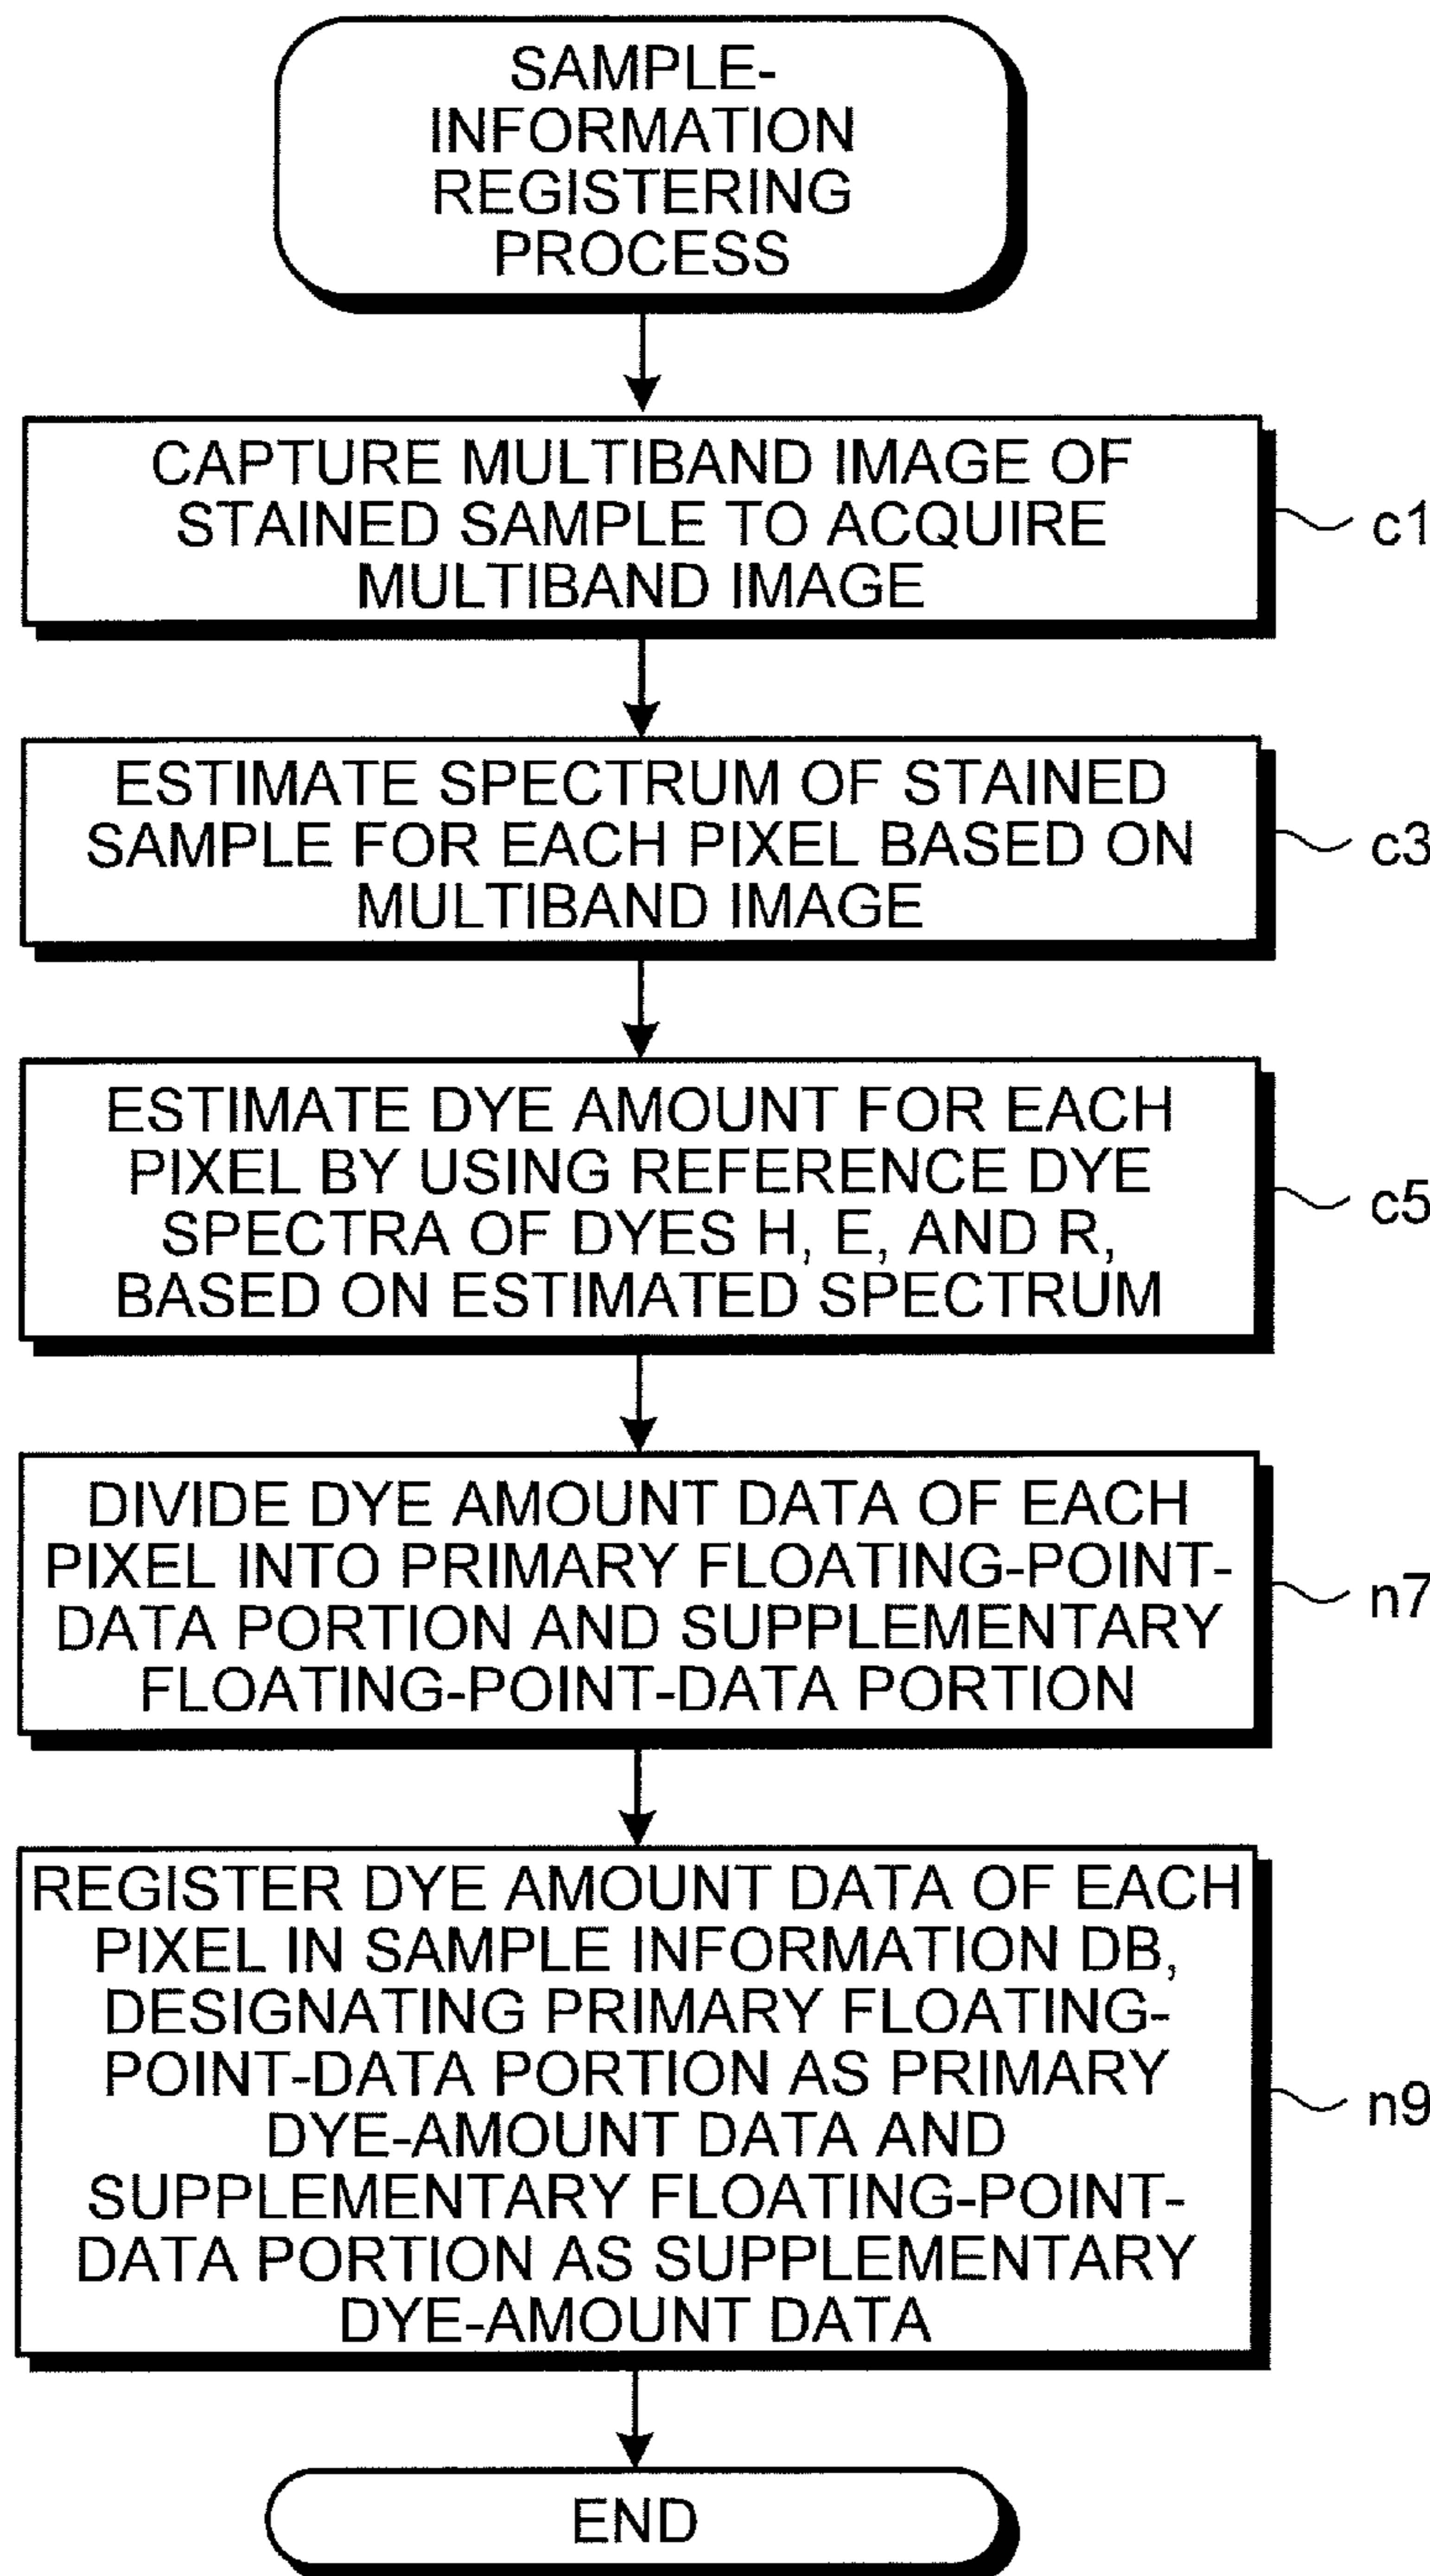 SAMPLE-
INFORMATION
REGISTERING
PROCESS
CAPTURE MULTIBAND IMAGE OF
STAINED SAMPLE TO ACQUIRE
MULTIBAND IMAGE
c1
ESTIMATE SPECTRUM OF STAINED
SAMPLE FOR EACH PIXEL BASED ON
MULTIBAND IMAGE
c3
ESTIMATE DYE AMOUNT FOR EACH
PIXEL BY USING REFERENCE DYE
SPECTRA OF DYES H, E, AND R,
BASED ON ESTIMATED SPECTRUM
c5
DIVIDE DYE AMOUNT DATA OF EACH
PIXEL INTO PRIMARY FLOATING-POINT-
DATA PORTION AND SUPPLEMENTARY
FLOATING-POINT-DATA PORTION
n7
REGISTER DYE AMOUNT DATA OF EACH
PIXEL IN SAMPLE INFORMATION DB,
DESIGNATING PRIMARY FLOATING-
POINT-DATA PORTION AS PRIMARY
DYE-AMOUNT DATA AND
SUPPLEMENTARY FLOATING-POINT-
DATA PORTION AS SUPPLEMENTARY
DYE-AMOUNT DATA
n9
END